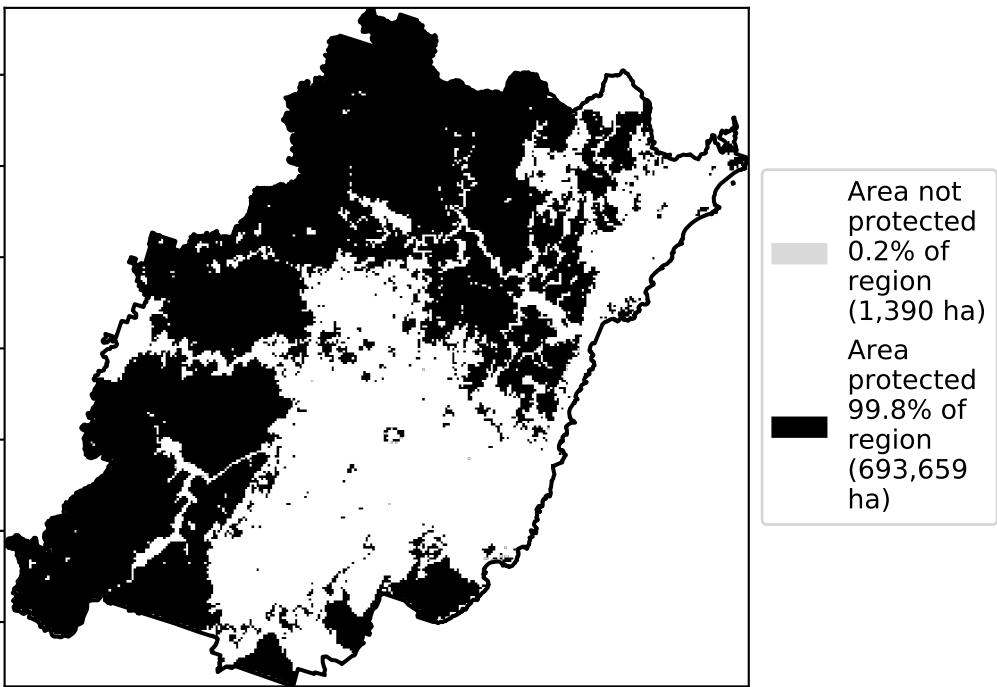 Area not
protected
0.2% of
region
(1,390 ha)
Area
protected
99.8% of
region
(693,659
ha)